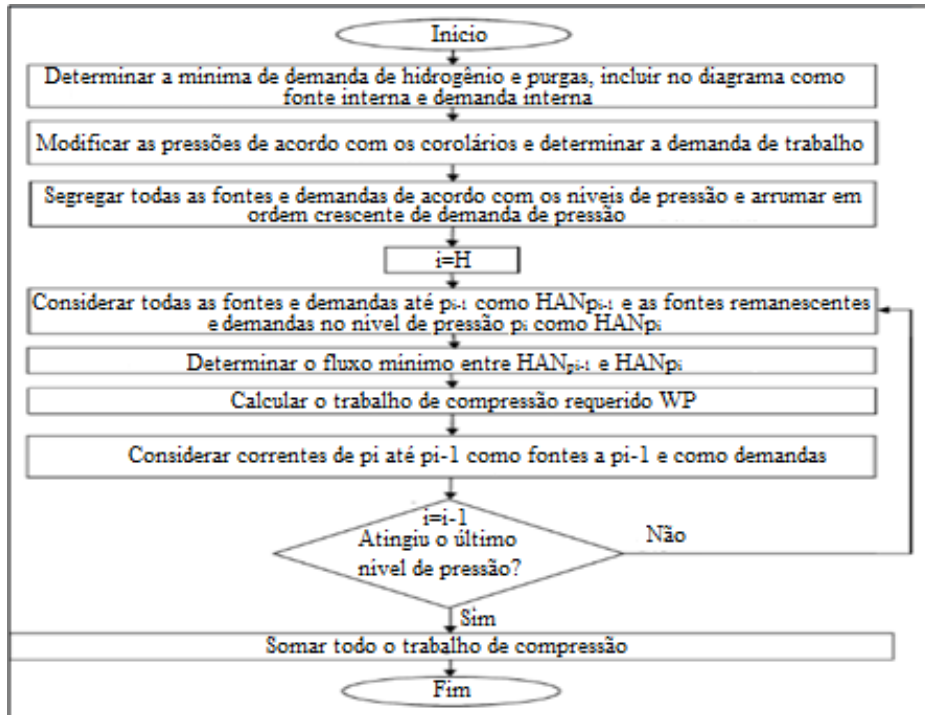 Inicio
Determinar a mínima de demanda de hidrogênio e purgas, incluir no diagrama como
fonte interna e demanda interna
Modificar as pressões de acordo com os corolários e determinar a demanda de trabalho
Segregar todas as fontes e demandas de acordo com os níveis de pressão e arrumar em
ordem crescente de demanda de pressão
i=H
Considerar todas as fontes e demandas até pi-1 como HANpi-1 e as fontes remanescentes
e demandas no nível de pressão pi como HANpi
Determinar o fluxo mínimo entre HANpi-1 e HANpi
Calcular o trabalho de compressão requerido WP
Considerar correntes de pi até pi-1 como fontes a pi-1 e como demandas
i=i-1
Atingiu o último
nível de pressão?
Não
Sim
Somar todo o trabalho de compressão
Fim